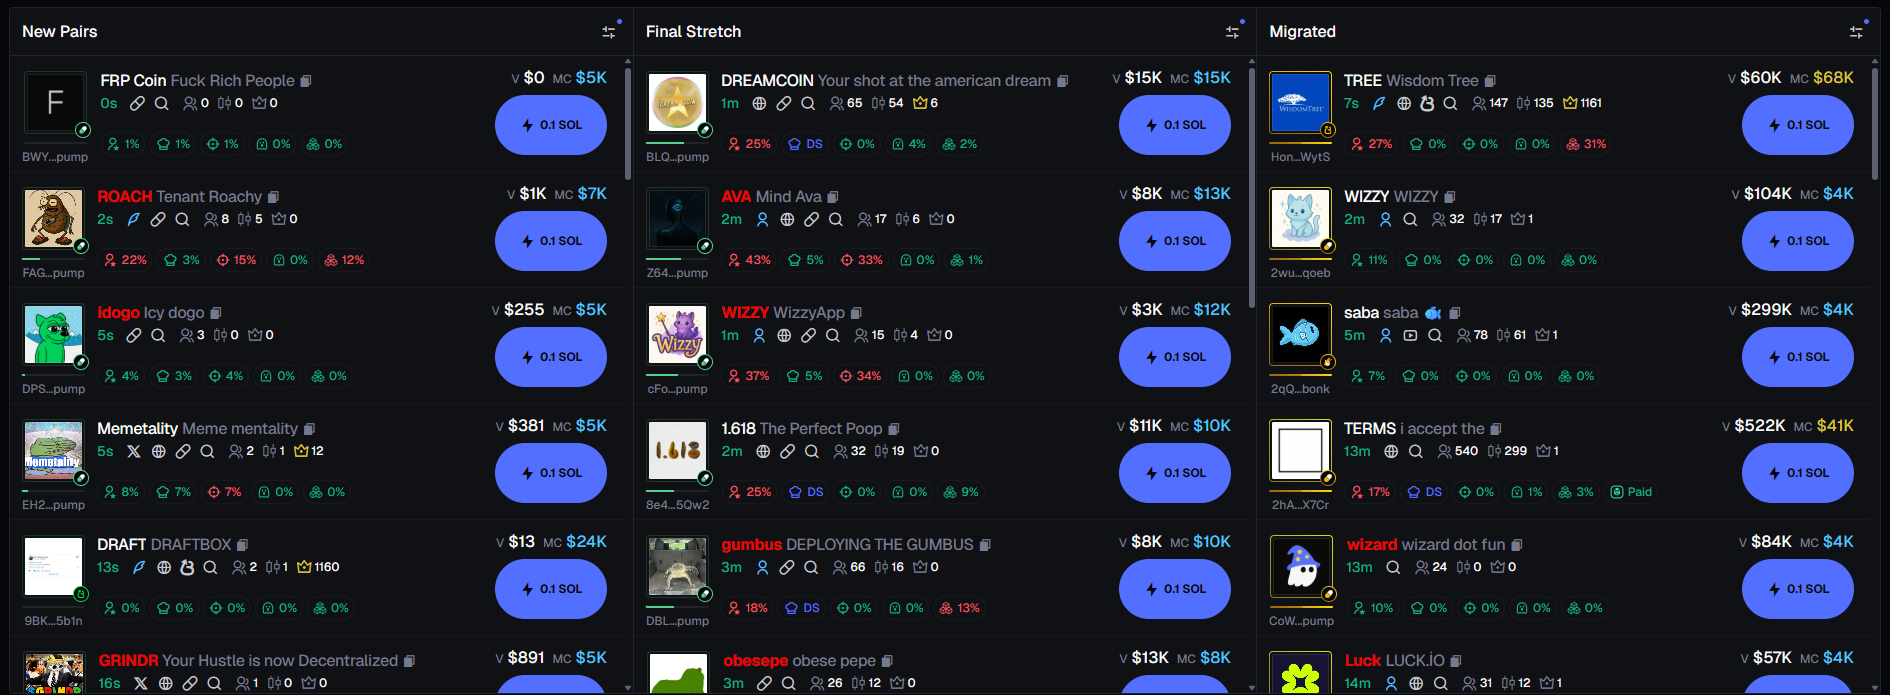 New Pairs
F
FRP Coin Fuck Rich People
V $0 MC $5K
0s 0 0 0
0.1 SOL
1% 1% 1% 0% 0%
BWY...pump
ROACH Tenant Roachy
V $1K MC $7K
2s 8 5 0
0.1 SOL
22% 3% 15% 0% 12%
FAG...pump
idogo Icy dogo
V $255 MC $5K
5s 3 0 0
0.1 SOL
4% 3% 4% 0% 0%
DPS...pump
Memetality Meme mentality
V $381 MC $5K
5s 2 1 12
Memetality
0.1 SOL
8% 7% 7% 0% 0%
EH2...pump
DRAFT DRAFTBOX
V $13 MC $24K
13s 2 1 1160
0.1 SOL
0% 0% 0% 0% 0%
9BK...5b1n
GRINDR Your Hustle is now Decentralized
V $891 MC $5K
16s 1 0 0
GRINDR
Final Stretch
DREAMCOIN Your shot at the american dream
V $15K MC $15K
1m 65 54 6
DREAM COIN
0.1 SOL
25% DS 0% 4% 2%
BLQ...pump
AVA Mind Ava
V $8K MC $13K
2m 17 6 0
0.1 SOL
43% 5% 33% 0% 1%
Z64...pump
WIZZY WizzyApp
V $3K MC $12K
1m 15 4 0
Wizzy
0.1 SOL
37% 5% 34% 0% 0%
cFo...pump
1.618 The Perfect Poop
V $11K MC $10K
2m 32 19 0
1.618
0.1 SOL
25% DS 0% 0% 9%
8e4...5Qw2
gumbus DEPLOYING THE GUMBUS
V $8K MC $10K
3m 66 16 0
0.1 SOL
18% DS 0% 0% 13%
DBL...pump
obesepe obese pepe
V $13K MC $8K
3m 26 12 0
Migrated
TREE Wisdom Tree
V $60K MC $68K
7s 147 135 1161
WISDOMTREE
0.1 SOL
27% 0% 0% 0% 31%
Hon...WytS
WIZZY WIZZY
V $104K MC $4K
2m 32 17 1
0.1 SOL
11% 0% 0% 0% 0%
2wu...qoeb
saba saba
V $299K MC $4K
5m 78 61 1
0.1 SOL
7% 0% 0% 0% 0%
2qQ...bonk
TERMS i accept the
V $522K MC $41K
13m 540 299 1
0.1 SOL
17% DS 0% 1% 3% Paid
2hA...X7Cr
wizard wizard dot fun
V $84K MC $4K
13m 24 0 0
0.1 SOL
10% 0% 0% 0% 0%
CoW...pump
Luck LUCK.İO
V $57K MC $4K
14m 31 12 1